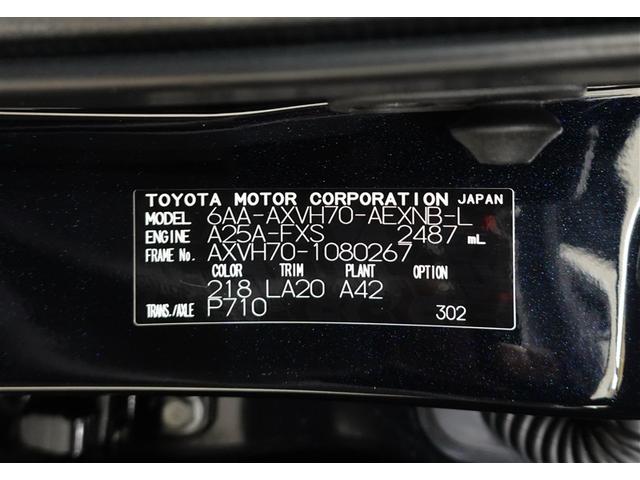 TOYOTA MOTOR CORPORATION JAPAN
MODEL 6AA-AXVH70-AEXNB-L
ENGINE A25A-FXS 2487 mL
FRAME No. AXVH70-1080267
COLOR TRIM PLANT OPTION
218 LA20 A42
TRANS./AXLE P710 302